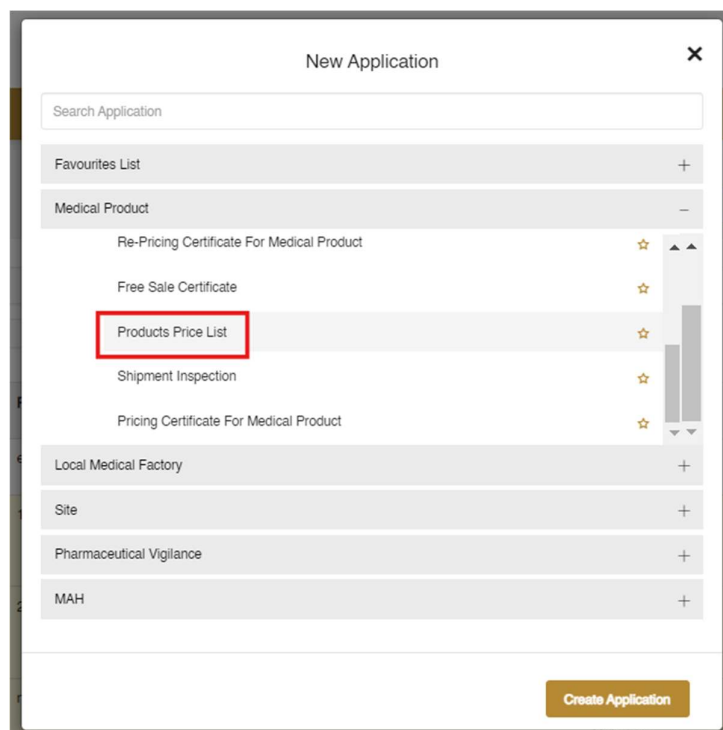 New Application
Search Application
Favourites List
Medical Product
Re-Pricing Certificate For Medical Product
Free Sale Certificate
Products Price List
Shipment Inspection
Pricing Certificate For Medical Product
Local Medical Factory
Site
Pharmaceutical Vigilance
MAH
Create Application